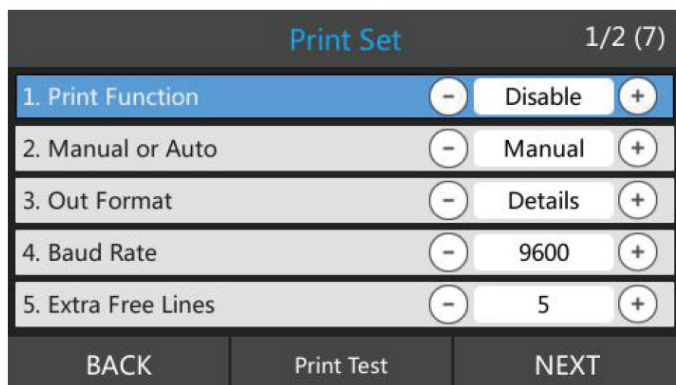 Print Set 1/2 (7)
1. Print Function - Disable +
2. Manual or Auto - Manual +
3. Out Format - Details +
4. Baud Rate - 9600 +
5. Extra Free Lines - 5 +
BACK Print Test NEXT